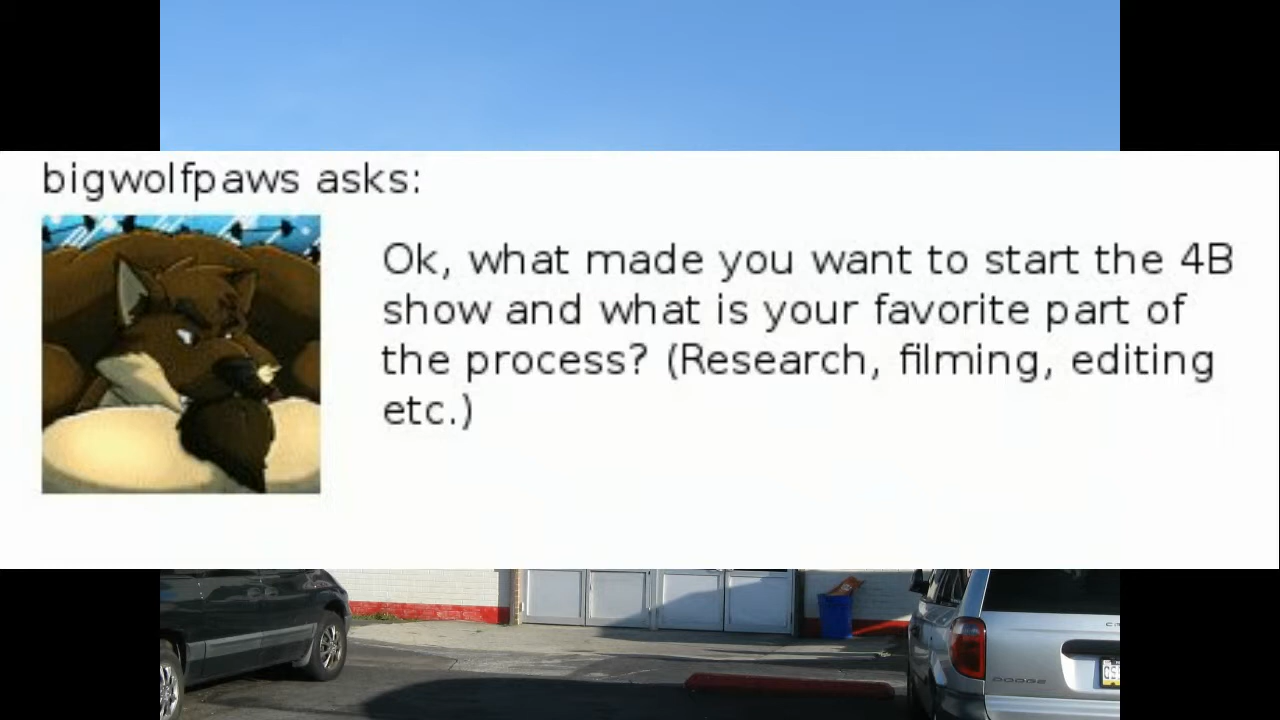 bigwolfpaws asks:
Ok, what made you want to start the 4B
show and what is your favorite part of
the process? (Research, filming, editing
etc.)
DODGE